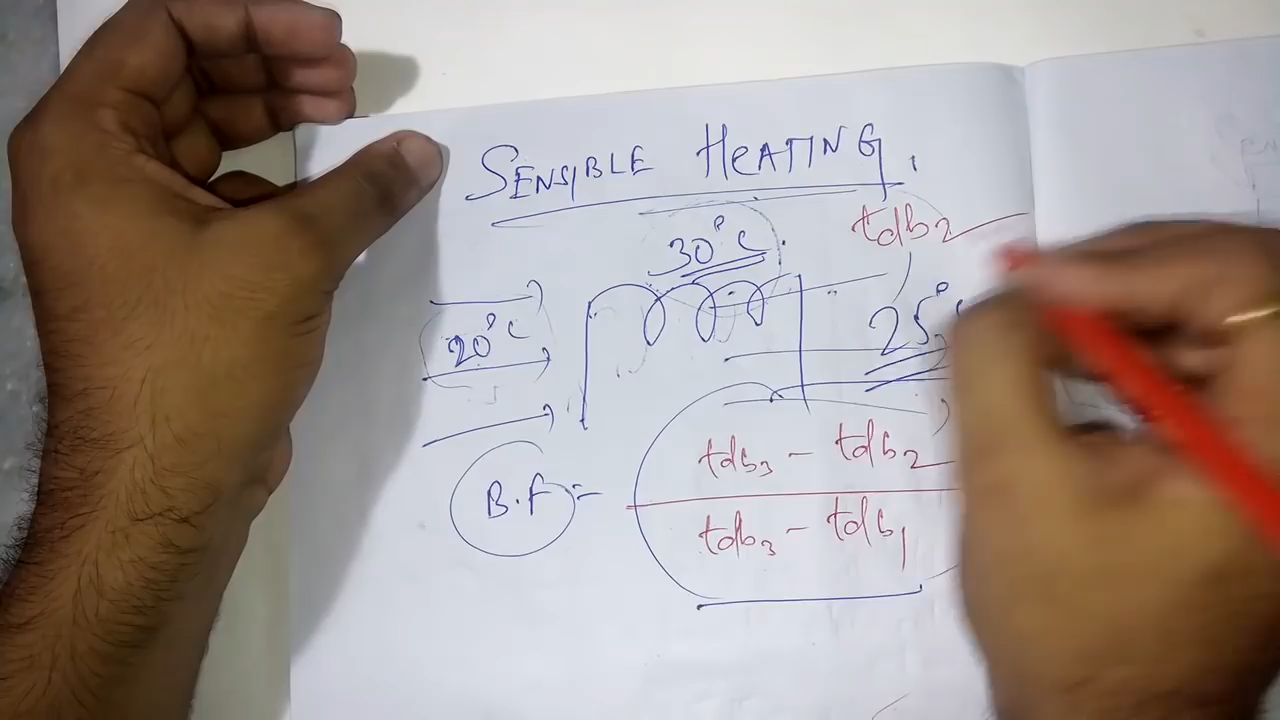 SENSIBLE HEATING.
tdb2
30°C
20°C
25°C
B.F = tdb3 - tdb2
tdb3 - tdb1